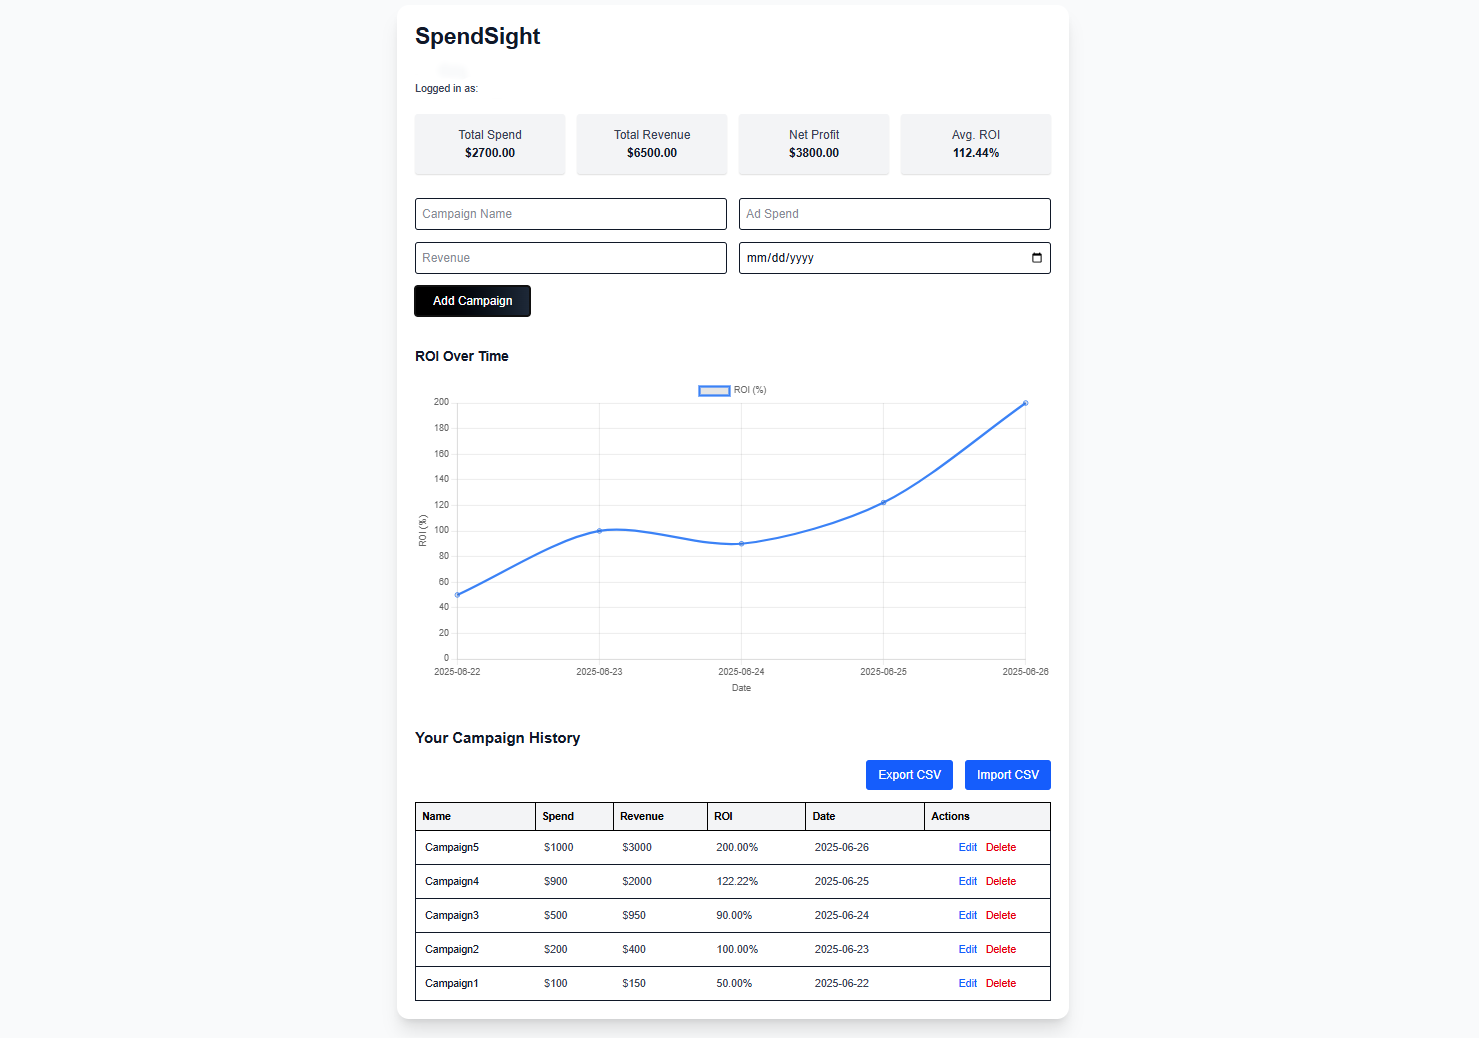 SpendSight
Logged in as:
Total Spend Total Revenue Net Profit Avg. ROI
$2700.00 $6500.00 $3800.00 112.44%
Campaign Name Ad Spend
Revenue mm/dd/yyyy
Add Campaign
ROI Over Time
ROI (%)
200
180
160
140
120
100
80
60
40
20
0
ROI (%)
2025-06-22 2025-06-23 2025-06-24 2025-06-25 2025-06-26
Date
Your Campaign History
Export CSV Import CSV
Name Spend Revenue ROI Date Actions
Campaign5 $1000 $3000 200.00% 2025-06-26 Edit Delete
Campaign4 $900 $2000 122.22% 2025-06-25 Edit Delete
Campaign3 $500 $950 90.00% 2025-06-24 Edit Delete
Campaign2 $200 $400 100.00% 2025-06-23 Edit Delete
Campaign1 $100 $150 50.00% 2025-06-22 Edit Delete